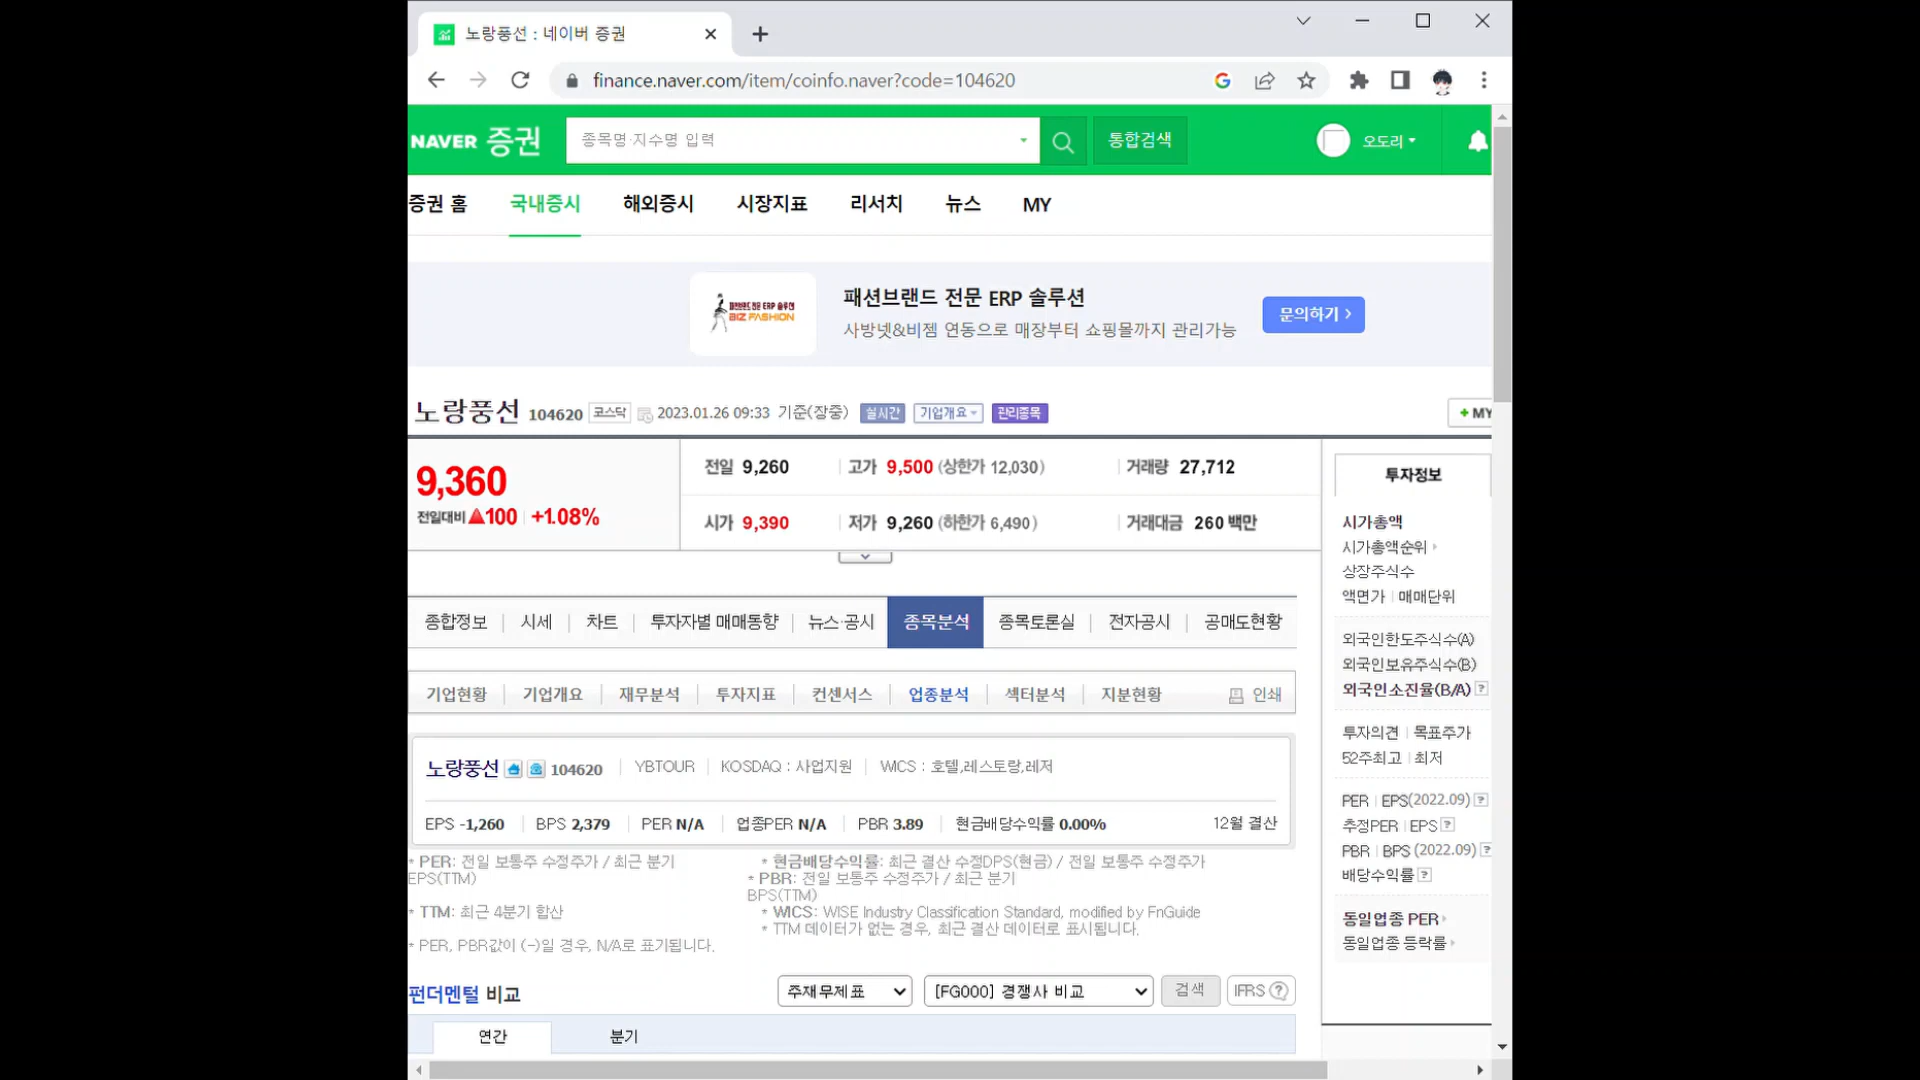 노랑풍선 : 네이버 증권
finance.naver.com/item/coinfo.naver?code=104620
NAVER 증권
종목명·지수명 입력
통합검색
오도리
증권 홈 국내증시 해외증시 시장지표 리서치 뉴스 MY
패션브랜드 전문 ERP 솔루션
BIZ FASHION
패션브랜드 전문 ERP 솔루션
사방넷&비젬 연동으로 매장부터 쇼핑몰까지 관리가능
문의하기 >
노랑풍선 104620 코스닥 2023.01.26 09:33 기준(장중) 실시간 기업개요 관리종목
+ MY
9,360
전일대비 ▲100 +1.08%
전일 9,260 고가 9,500 (상한가 12,030) 거래량 27,712
시가 9,390 저가 9,260 (하한가 6,490) 거래대금 260 백만
종합정보 시세 차트 투자자별 매매동향 뉴스·공시 종목분석 종목토론실 전자공시 공매도현황
기업현황 기업개요 재무분석 투자지표 컨센서스 업종분석 섹터분석 지분현황 인쇄
노랑풍선 104620 YBTOUR KOSDAQ : 사업지원 WICS : 호텔,레스토랑,레저
EPS -1,260 BPS 2,379 PER N/A 업종PER N/A PBR 3.89 현금배당수익률 0.00% 12월 결산
* PER: 전일 보통주 수정주가 / 최근 분기
EPS(TTM)
* TTM: 최근 4분기 합산
* PER, PBR값이 (-)일 경우, N/A로 표기됩니다.
* 현금배당수익률: 최근 결산 수정DPS(현금) / 전일 보통주 수정주가
* PBR: 전일 보통주 수정주가 / 최근 분기
BPS(TTM)
* WICS: WISE Industry Classification Standard, modified by FnGuide
* TTM 데이터가 없는 경우, 최근 결산 데이터로 표시됩니다.
펀더멘털 비교
주재무제표 [FG000] 경쟁사 비교 검색 IFRS ?
연간 분기
투자정보
시가총액
시가총액순위
상장주식수
액면가 매매단위
외국인한도주식수(A)
외국인보유주식수(B)
외국인소진율(B/A) ?
투자의견 목표주가
52주최고 최저
PER EPS(2022.09) ?
추정PER EPS ?
PBR BPS (2022.09) ?
배당수익률 ?
동일업종 PER
동일업종 등락률